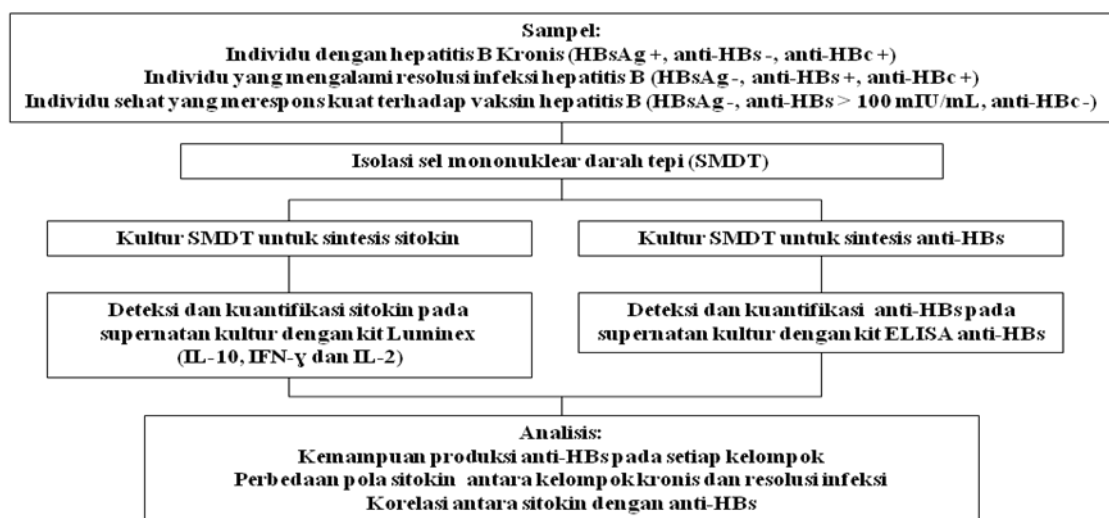 Sampel:
Individu dengan hepatitis B Kronis (HBsAg +, anti-HBs -, anti-HBc +)
Individu yang mengalami resolusi infeksi hepatitis B (HBsAg -, anti-HBs +, anti-HBc +)
Individu sehat yang merespons kuat terhadap vaksin hepatitis B (HBsAg -, anti-HBs > 100 mIU/mL, anti-HBc -)
Isolasi sel mononuklear darah tepi (SMDT)
Kultur SMDT untuk sintesis sitokin
Kultur SMDT untuk sintesis anti-HBs
Deteksi dan kuantifikasi sitokin pada
supernatan kultur dengan kit Luminex
(IL-10, IFN-ɣ dan IL-2)
Deteksi dan kuantifikasi anti-HBs pada
supernatan kultur dengan kit ELISA anti-HBs
Analisis:
Kemampuan produksi anti-HBs pada setiap kelompok
Perbedaan pola sitokin antara kelompok kronis dan resolusi infeksi
Korelasi antara sitokin dengan anti-HBs